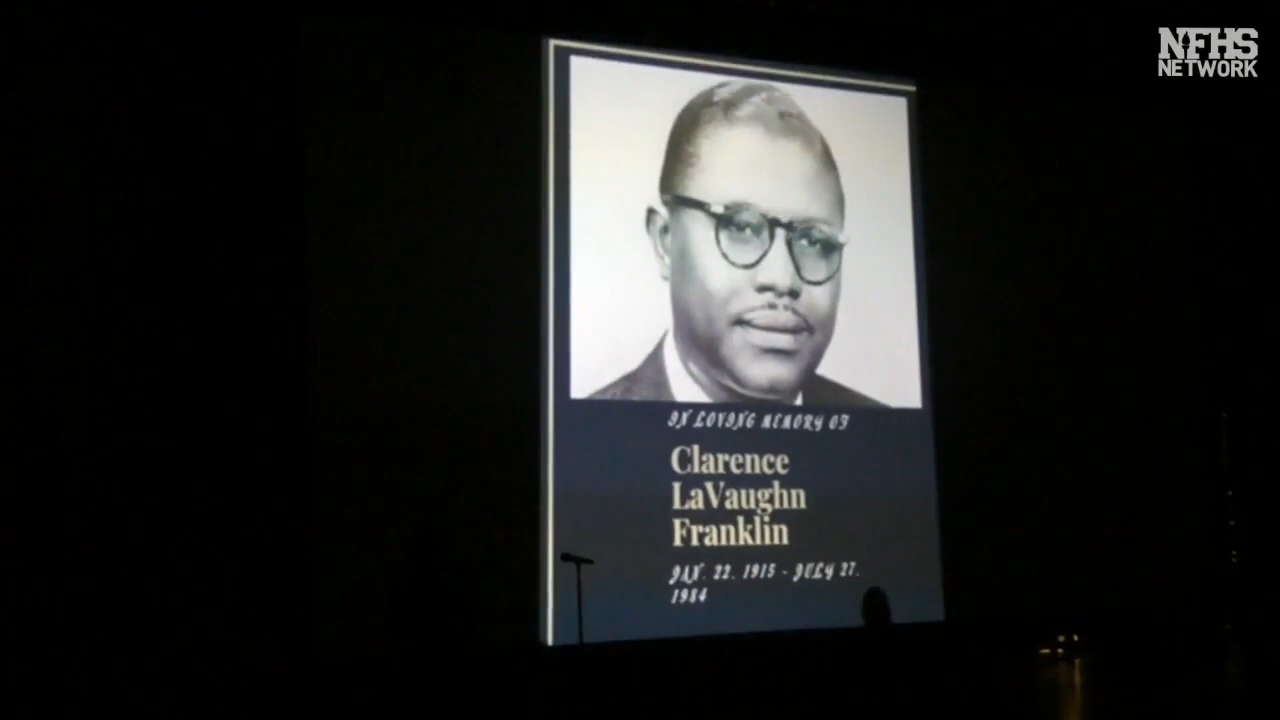 NFHS
NETWORK
IN LOVING MEMORY OF
Clarence
LaVaughn
Franklin
JAN. 22. 1915 - JULY 27.
1984